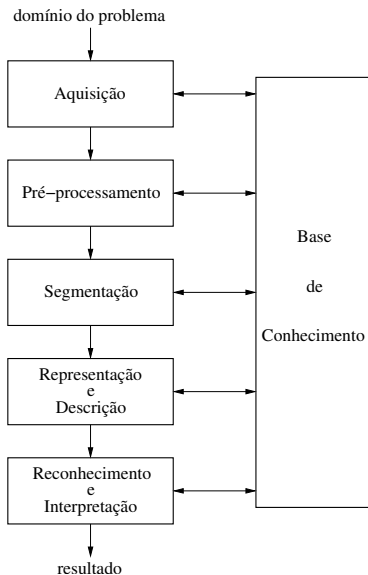 domínio do problema
Aquisição
Pré−processamento
Segmentação
Representação
e
Descrição
Reconhecimento
e
Interpretação
resultado
Base
de
Conhecimento